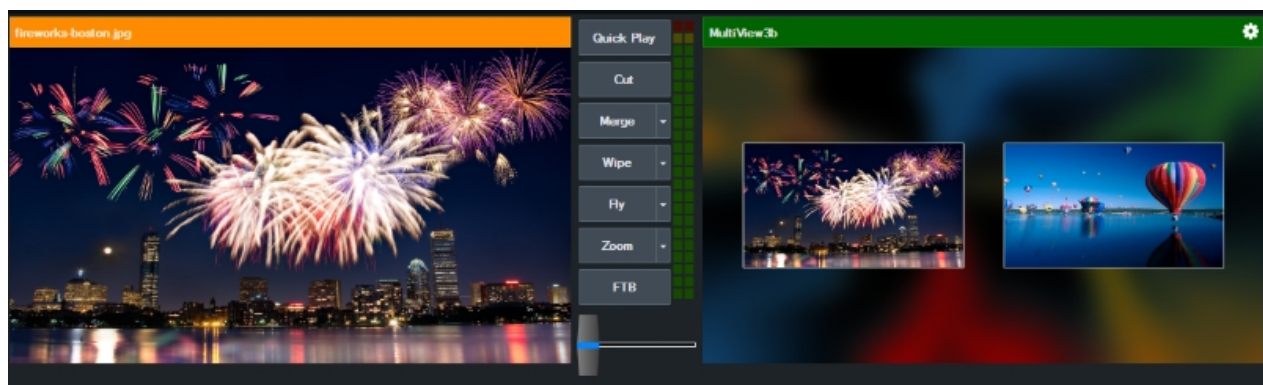 fireworks-boston.jpg
Quick Play
Cut
Merge
Wipe
Fly
Zoom
FTB
MultiView3b